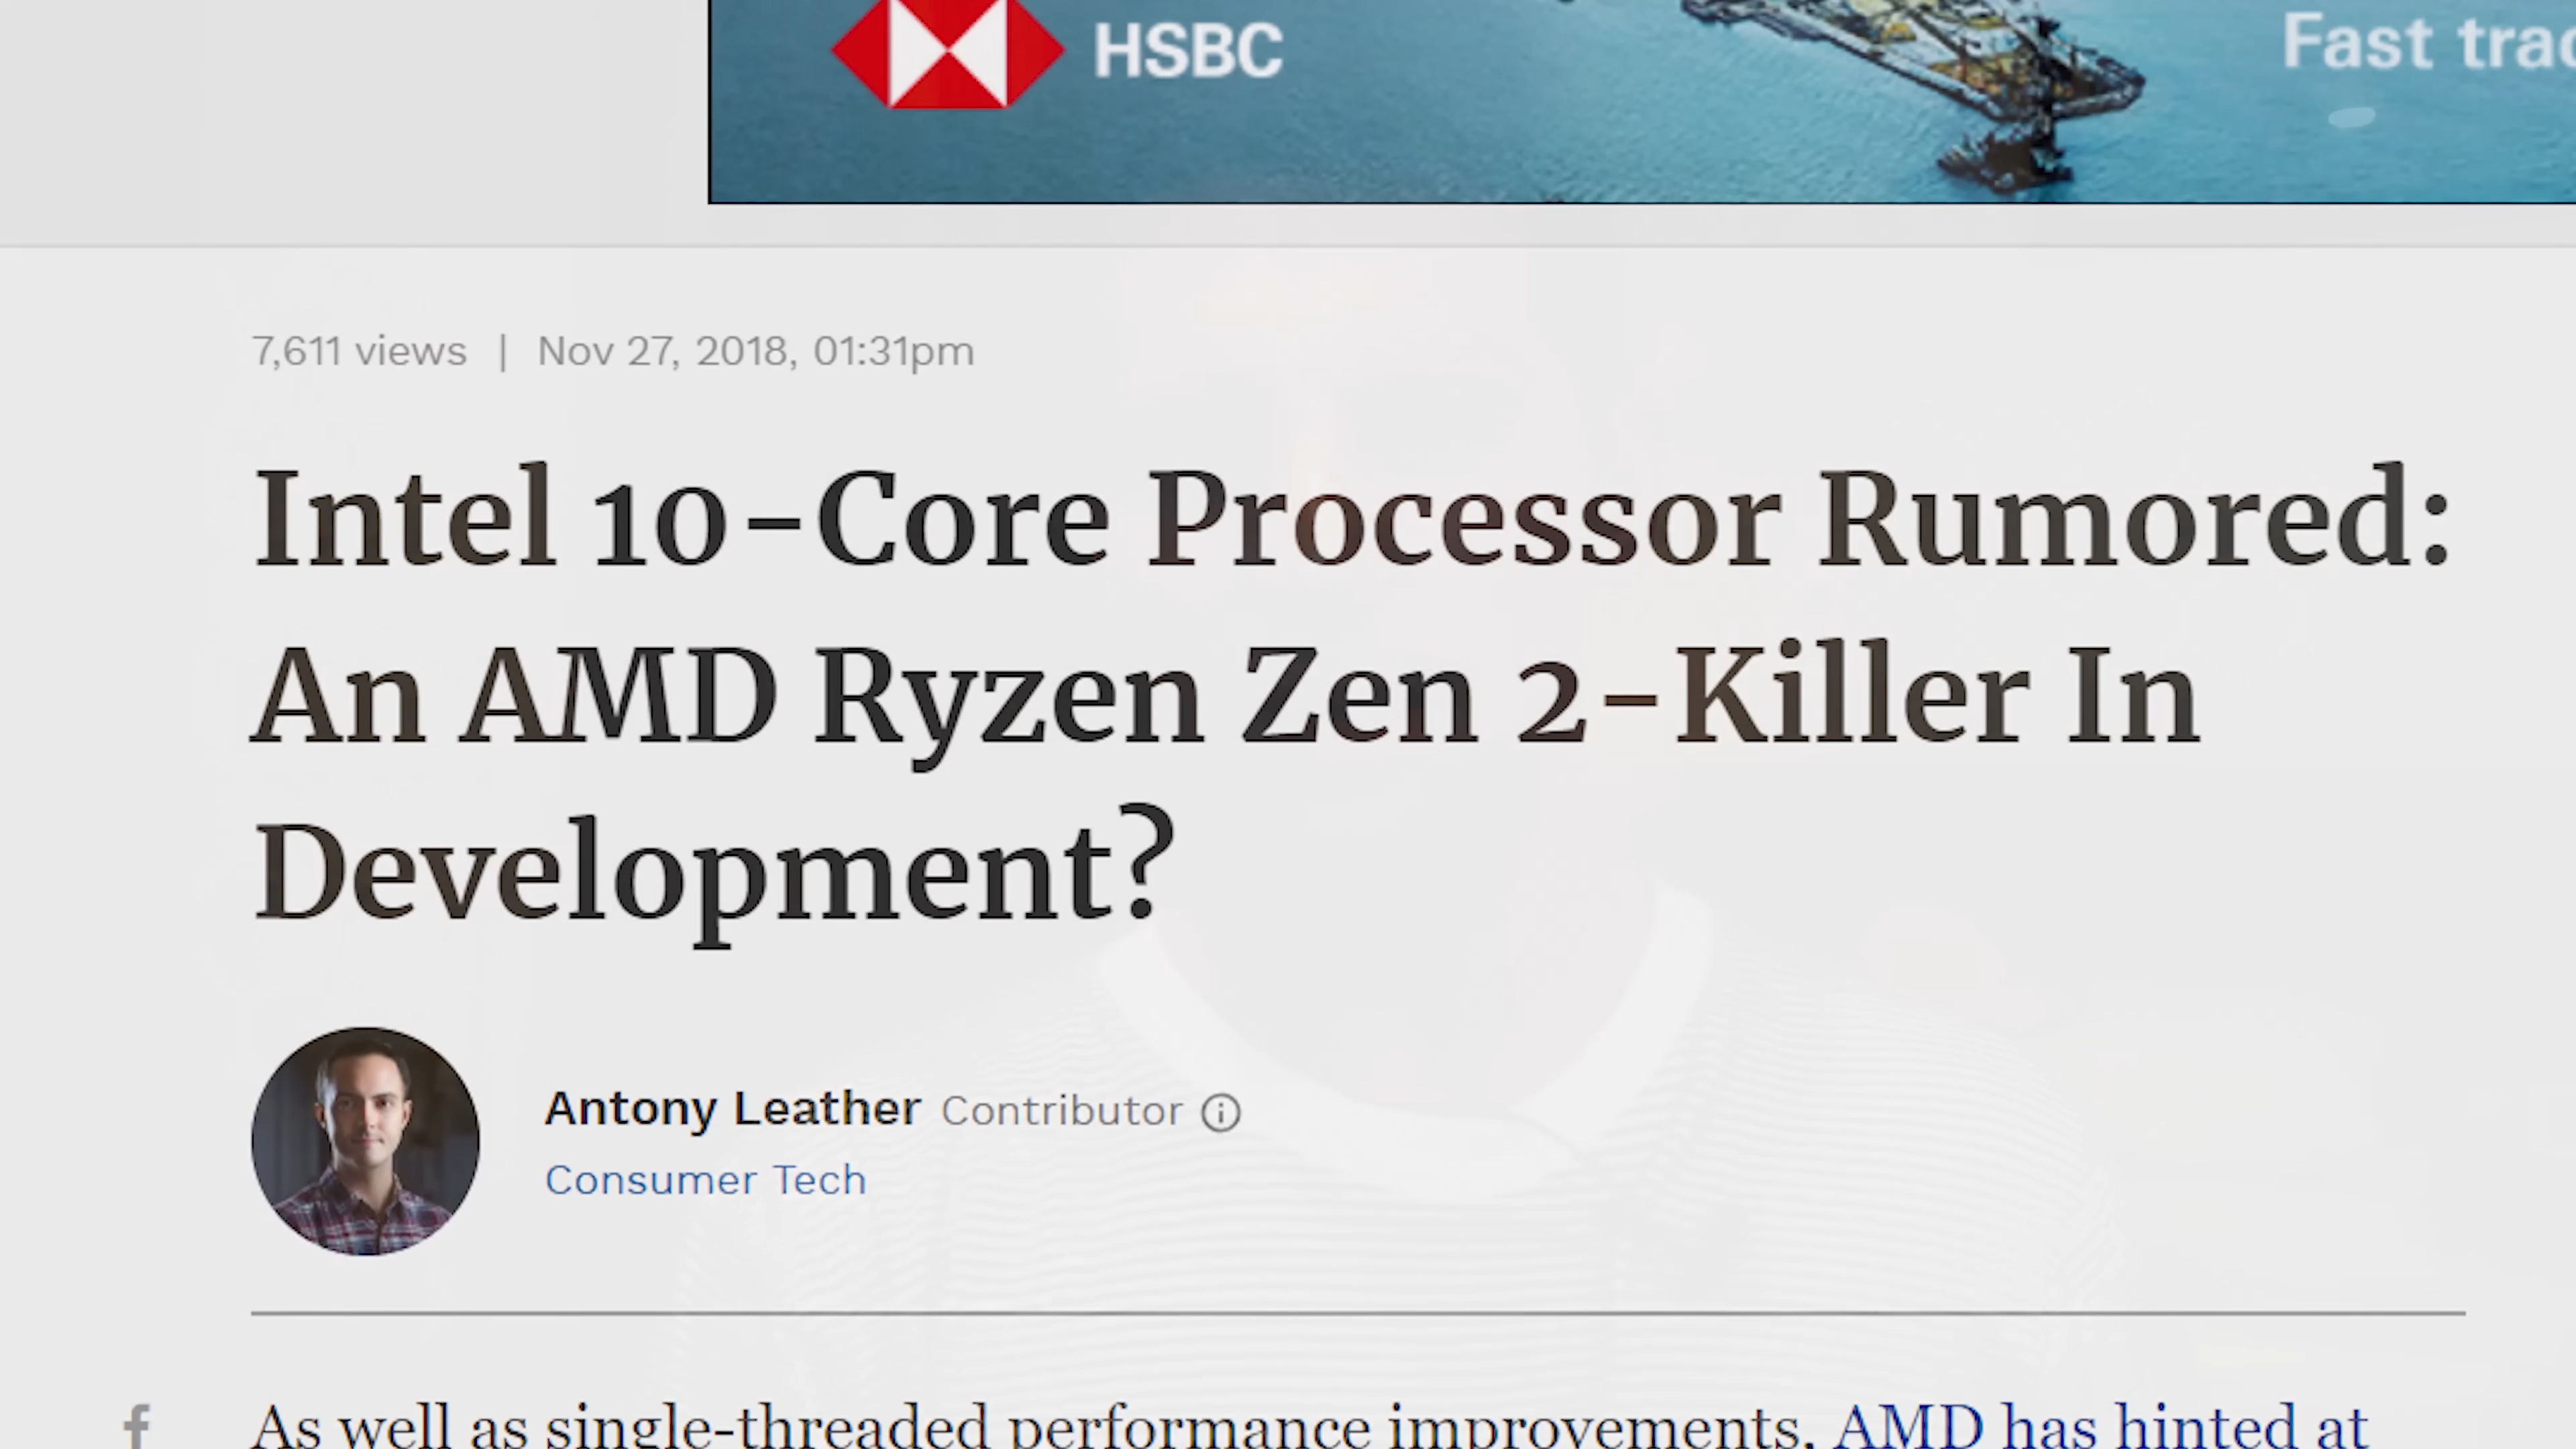 HSBC
Fast trac
7,611 views | Nov 27, 2018, 01:31pm
Intel 10-Core Processor Rumored:
An AMD Ryzen Zen 2-Killer In
Development?
Antony Leather Contributor
Consumer Tech
As well as single-threaded performance improvements, AMD has hinted at